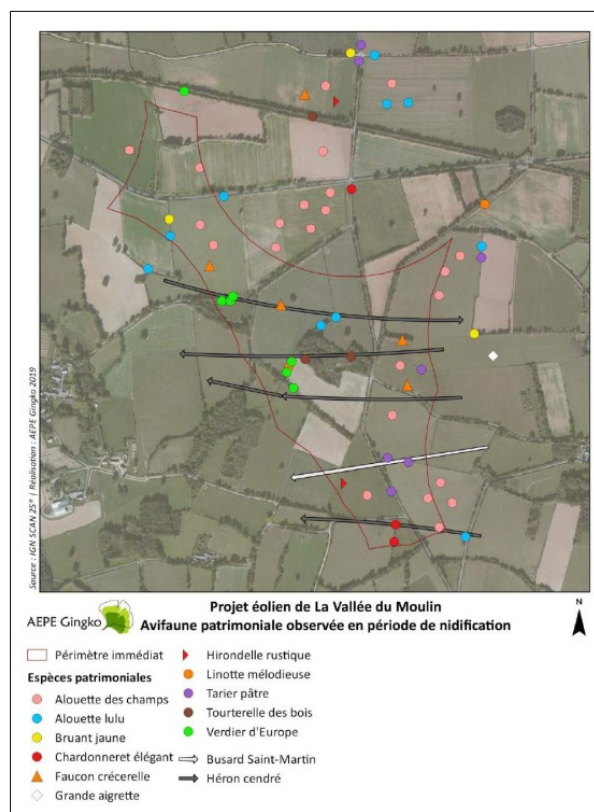 Source : IGN SCAN 25® | Réalisation : AEPE Gingko 2019
AEPE Gingko
Projet éolien de La Vallée du Moulin
Avifaune patrimoniale observée en période de nidification
N
Périmètre immédiat
Espèces patrimoniales
Alouette des champs
Alouette lulu
Bruant jaune
Chardonneret élégant
Faucon crécerelle
Grande aigrette
Hirondelle rustique
Linotte mélodieuse
Tarier pâtre
Tourterelle des bois
Verdier d'Europe
Busard Saint-Martin
Héron cendré